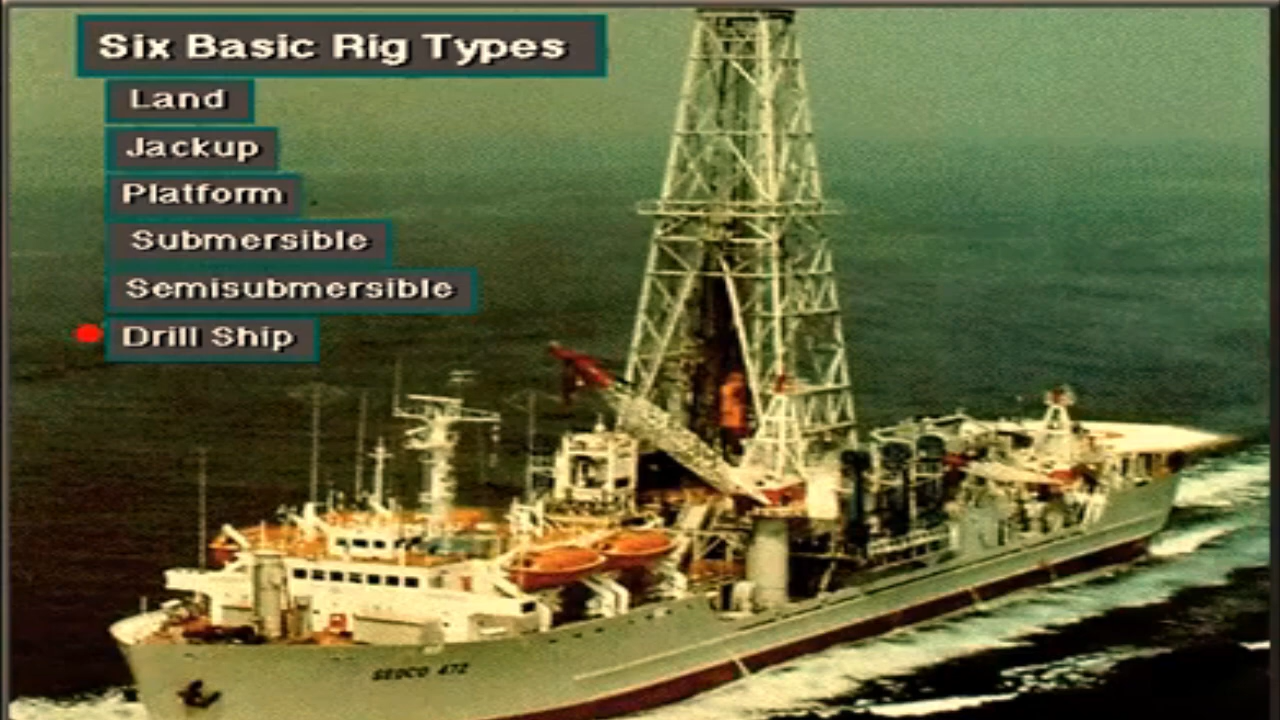 Six Basic Rig Types
Land
Jackup
Platform
Submersible
Semisubmersible
Drill Ship
SEDCO 472